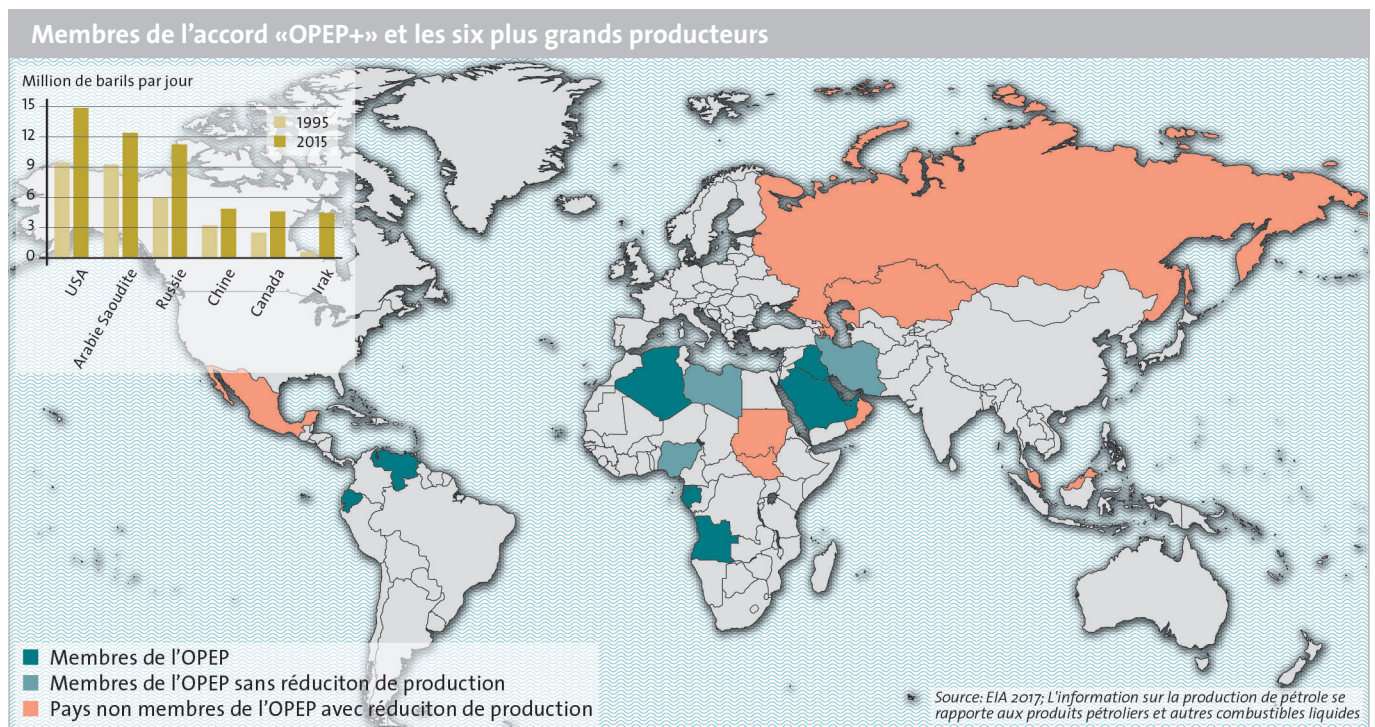 Membres de l’accord «OPEP+» et les six plus grands producteurs
Million de barils par jour
15
12
9
6
3
0
1995
2015
USA
Arabie Saoudite
Russie
Chine
Canada
Irak
Membres de l’OPEP
Membres de l’OPEP sans réduciton de production
Pays non membres de l’OPEP avec réduciton de production
Source: EIA 2017; L'information sur la production de pétrole se
rapporte aux produits pétroliers et autres combustibles liquides